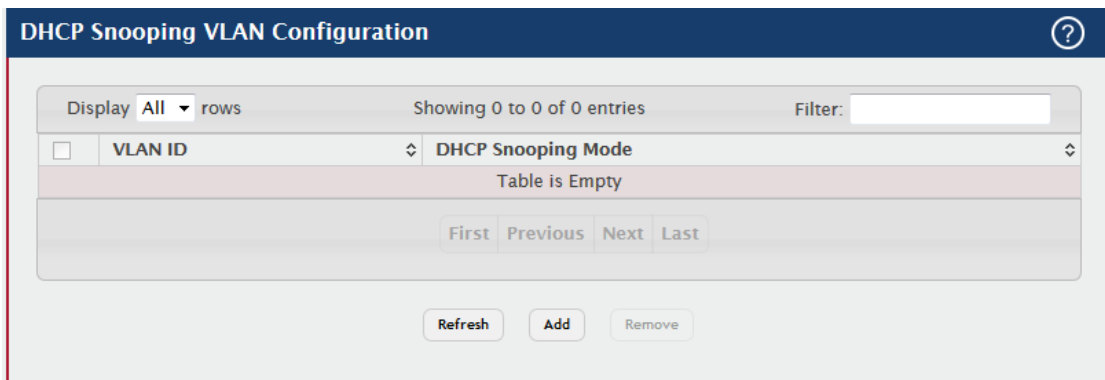 DHCP Snooping VLAN Configuration ?
Display All rows Showing 0 to 0 of 0 entries Filter:
VLAN ID DHCP Snooping Mode
Table is Empty
First Previous Next Last
Refresh Add Remove